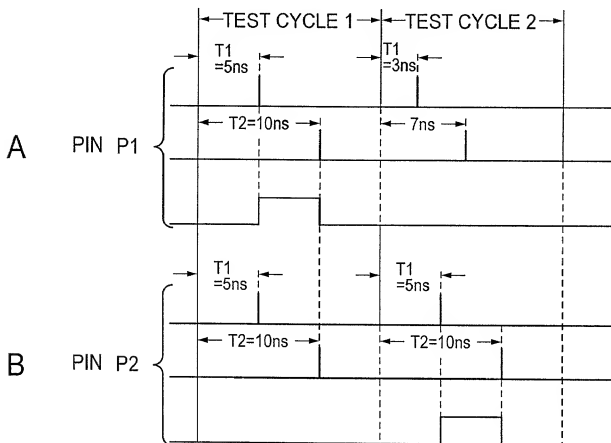 TEST CYCLE 1 TEST CYCLE 2
T1
=5ns
T1
=3ns
T2=10ns
7ns
A PIN P1
T1
=5ns
T1
=5ns
T2=10ns
T2=10ns
B PIN P2